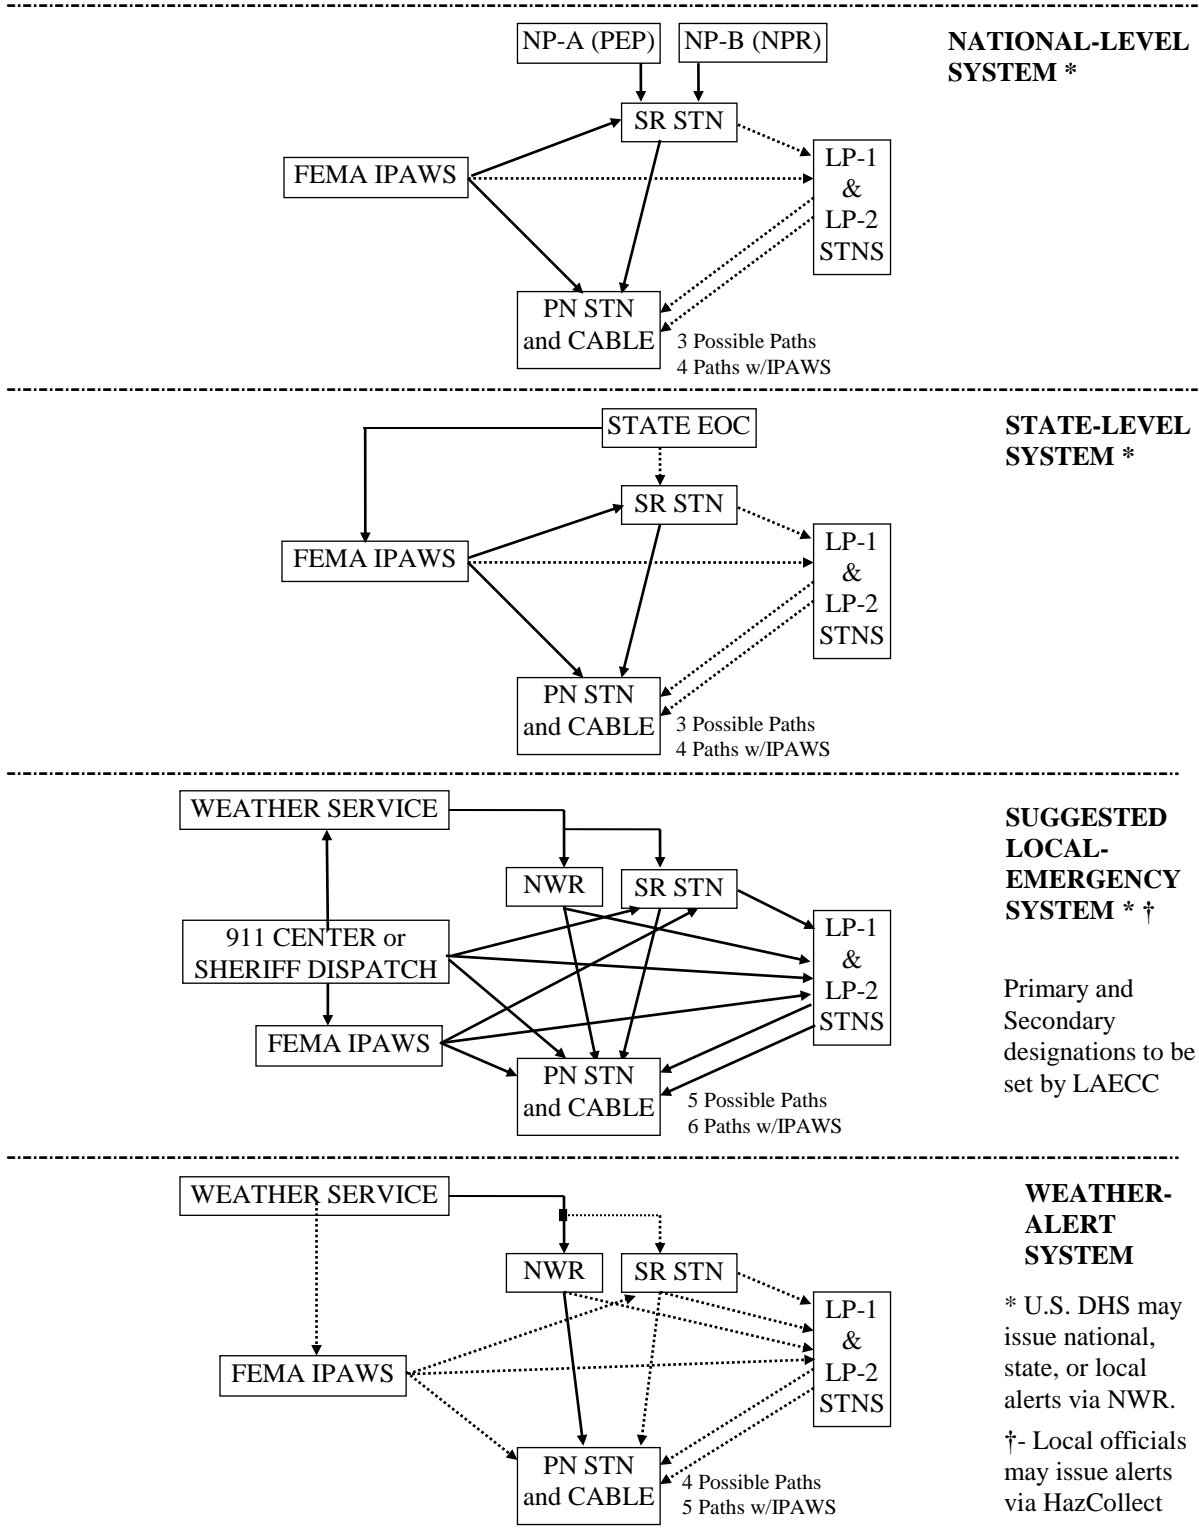 NP-A (PEP)
NP-B (NPR)
NATIONAL-LEVEL
SYSTEM *
SR STN
FEMA IPAWS
LP-1
&
LP-2
STNS
PN STN
and CABLE
3 Possible Paths
4 Paths w/IPAWS
STATE EOC
STATE-LEVEL
SYSTEM *
SR STN
FEMA IPAWS
LP-1
&
LP-2
STNS
PN STN
and CABLE
3 Possible Paths
4 Paths w/IPAWS
WEATHER SERVICE
SUGGESTED
LOCAL-
EMERGENCY
SYSTEM * †
NWR
SR STN
911 CENTER or
SHERIFF DISPATCH
LP-1
&
LP-2
STNS
FEMA IPAWS
Primary and
Secondary
designations to be
set by LAECC
PN STN
and CABLE
5 Possible Paths
6 Paths w/IPAWS
WEATHER SERVICE
WEATHER-
ALERT
SYSTEM
NWR
SR STN
LP-1
&
LP-2
STNS
FEMA IPAWS
* U.S. DHS may
issue national,
state, or local
alerts via NWR.
†- Local officials
may issue alerts
via HazCollect
PN STN
and CABLE
4 Possible Paths
5 Paths w/IPAWS